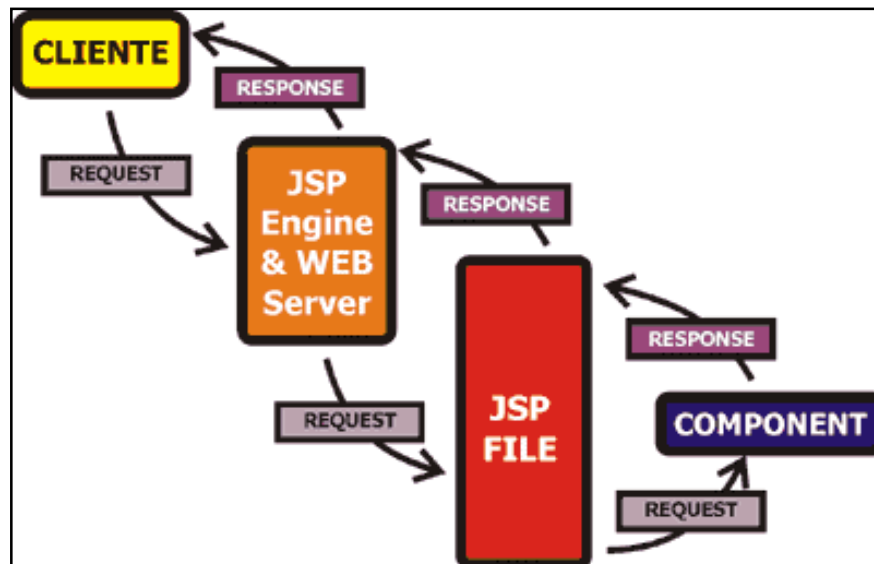 CLIENTE
RESPONSE
REQUEST
JSP
Engine
& WEB
Server
RESPONSE
REQUEST
JSP
FILE
RESPONSE
COMPONENT
REQUEST